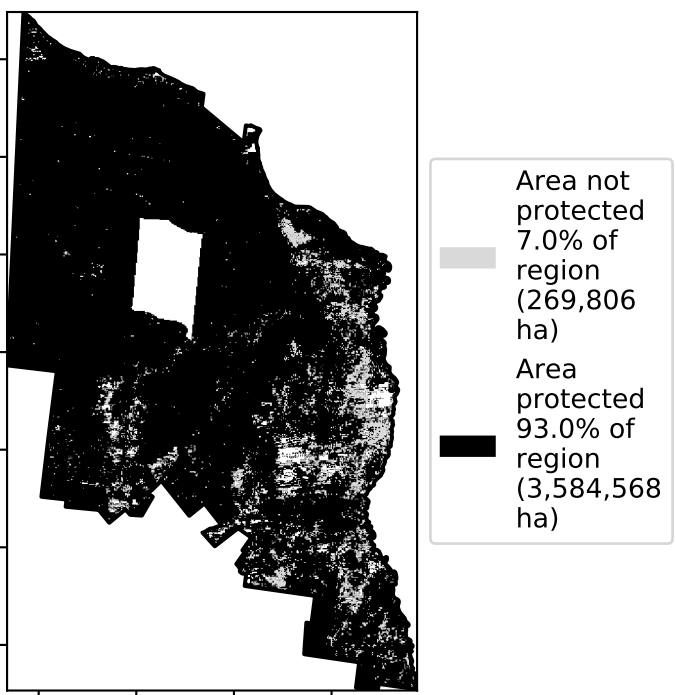 Area not
protected
7.0% of
region
(269,806
ha)
Area
protected
93.0% of
region
(3,584,568
ha)